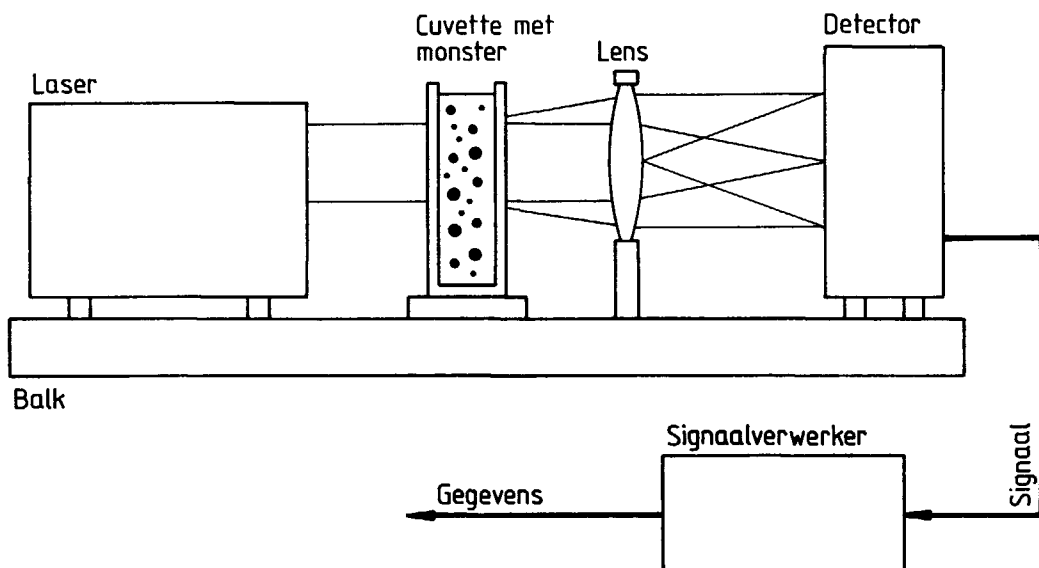 Laser
Cuvette met
monster
Lens
Detector
Balk
Signaalverwerker
Gegevens
Signaal